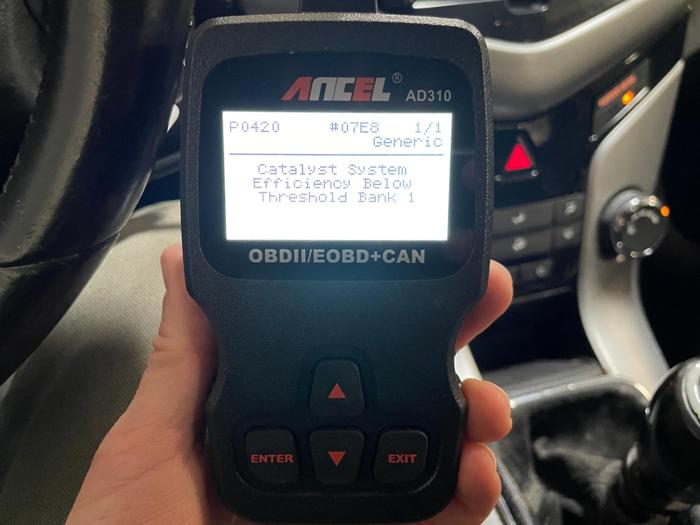 ANCEL® AD310
P0420 #07E8 1/1
Generic
Catalyst System
Efficiency Below
Threshold Bank 1
OBDII/EOBD+CAN
▲
ENTER ▼ EXIT